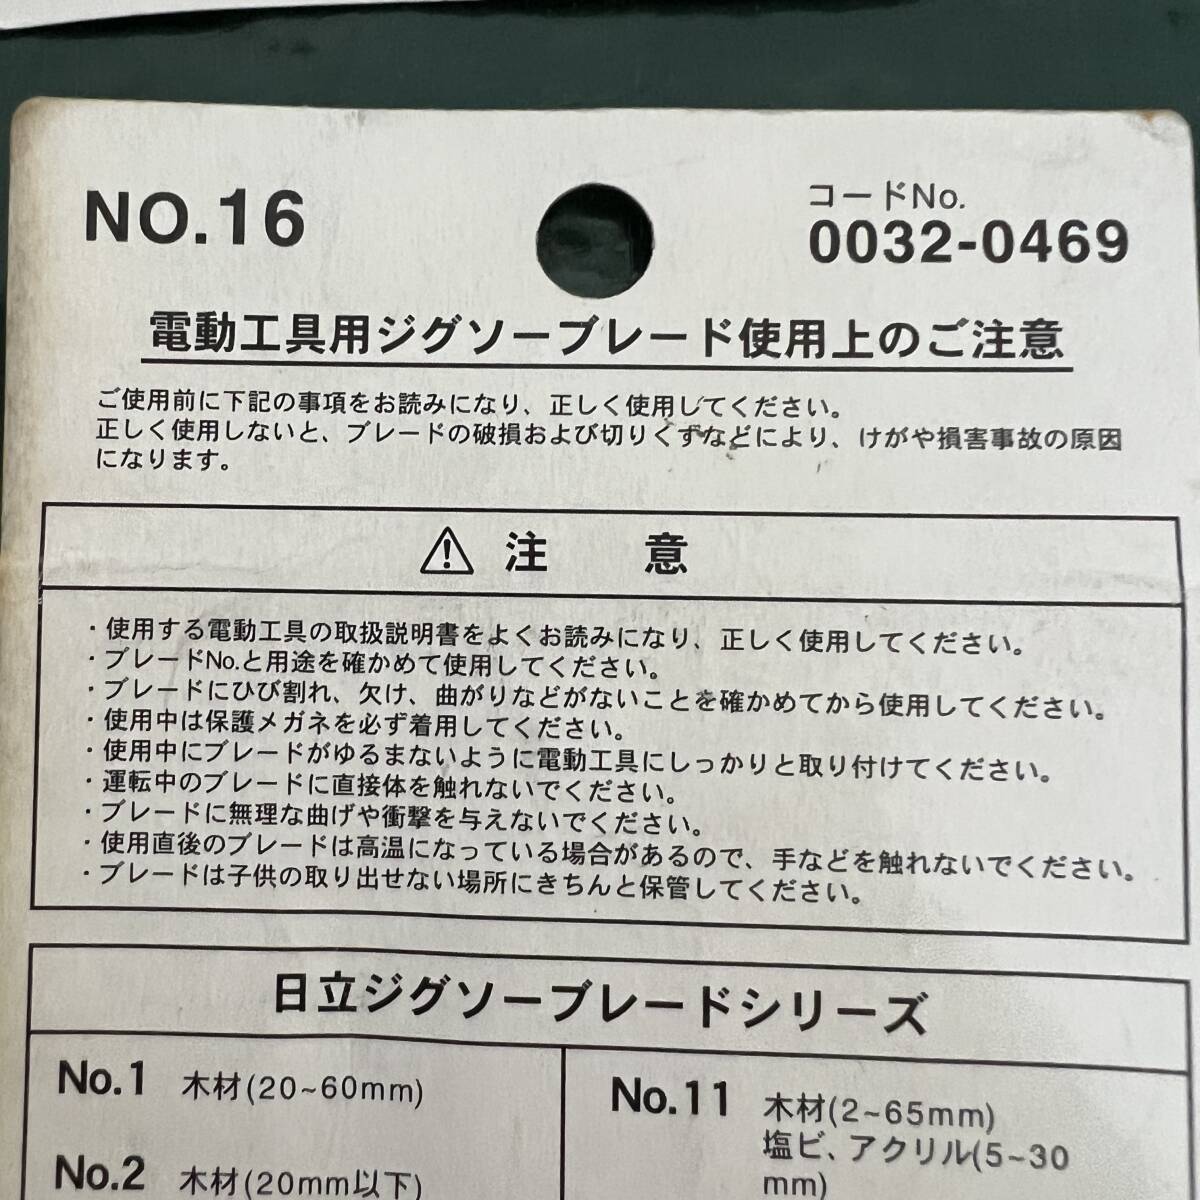 NO.16
コードNo.
0032-0469
電動工具用ジグソーブレード使用上のご注意
ご使用前に下記の事項をお読みになり、正しく使用してください。
正しく使用しないと、ブレードの破損および切りくずなどにより、けがや損害事故の原因
になります。
⚠ 注 意
・使用する電動工具の取扱説明書をよくお読みになり、正しく使用してください。
・ブレードNo.と用途を確かめて使用してください。
・ブレードにひび割れ、欠け、曲がりなどがないことを確かめてから使用してください。
・使用中は保護メガネを必ず着用してください。
・使用中にブレードがゆるまないように電動工具にしっかりと取り付けてください。
・運転中のブレードに直接体を触れないでください。
・ブレードに無理な曲げや衝撃を与えないでください。
・使用直後のブレードは高温になっている場合があるので、手などを触れないでください。
・ブレードは子供の取り出せない場所にきちんと保管してください。
日立ジグソーブレードシリーズ
No.1 木材(20~60mm)
No.2 木材(20mm以下)
No.11 木材(2~65mm)
塩ビ、アクリル(5~30
mm)